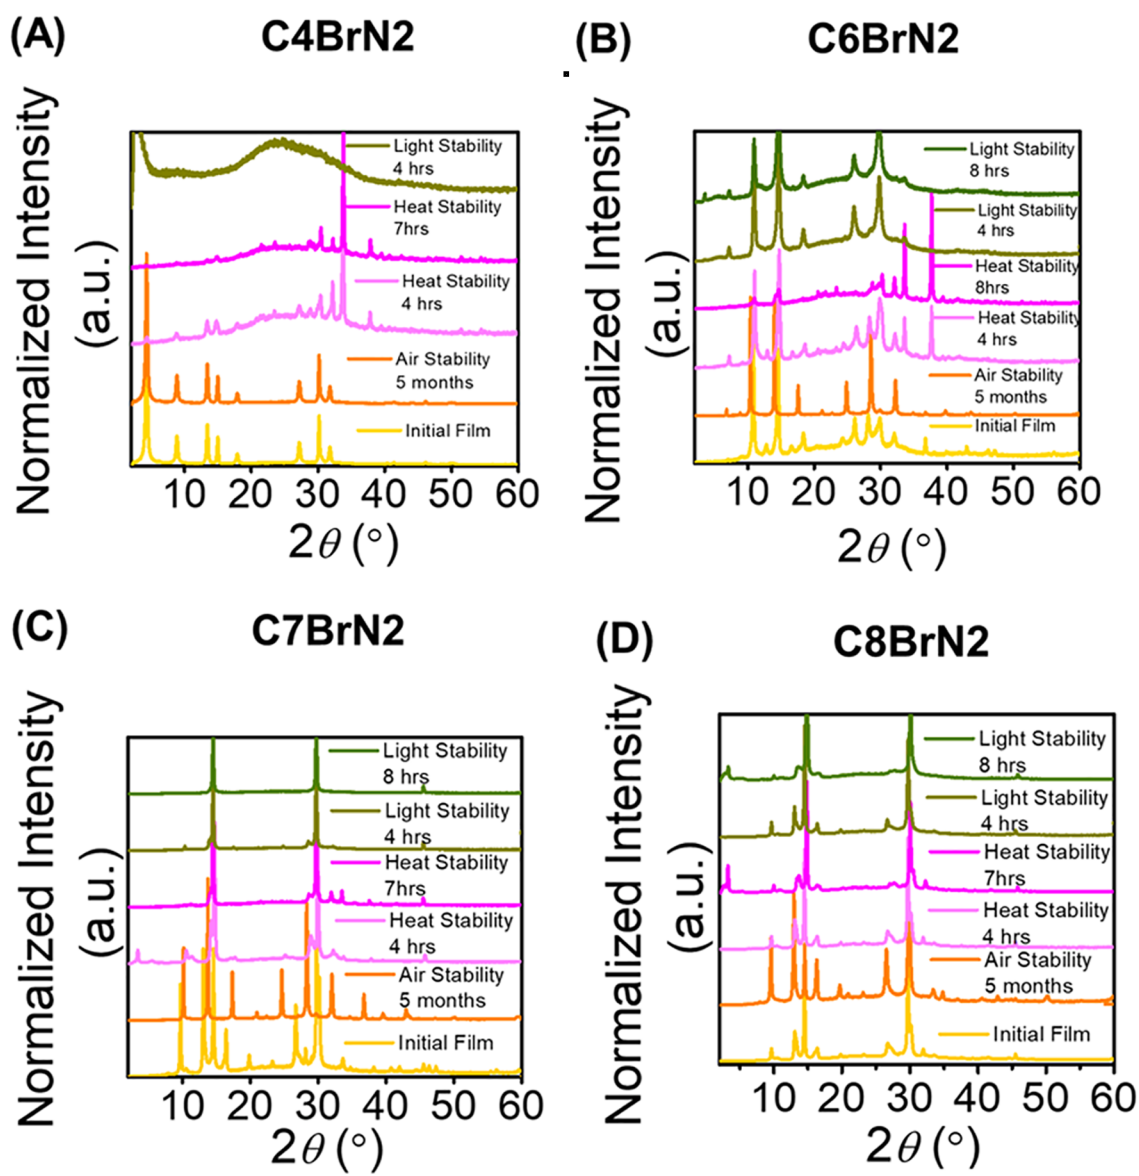 (A)
C4BrN2
Normalized Intensity
(a.u.)
Light Stability
4 hrs
Heat Stability
7hrs
Heat Stability
4 hrs
Air Stability
5 months
Initial Film
10 20 30 40 50 60
2θ (°)
(B)
C6BrN2
Normalized Intensity
(a.u.)
Light Stability
8 hrs
Light Stability
4 hrs
Heat Stability
8hrs
Heat Stability
4 hrs
Air Stability
5 months
Initial Film
10 20 30 40 50 60
2θ (°)
(C)
C7BrN2
Normalized Intensity
(a.u.)
Light Stability
8 hrs
Light Stability
4 hrs
Heat Stability
7hrs
Heat Stability
4 hrs
Air Stability
5 months
Initial Film
10 20 30 40 50 60
2θ (°)
(D)
C8BrN2
Normalized Intensity
(a.u.)
Light Stability
8 hrs
Light Stability
4 hrs
Heat Stability
7hrs
Heat Stability
4 hrs
Air Stability
5 months
Initial Film
10 20 30 40 50 60
2θ (°)